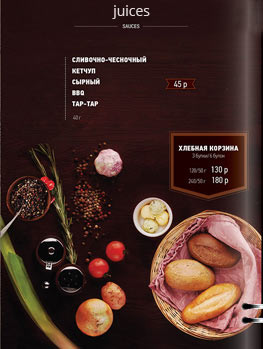 juices
SAUCES
СЛИВОЧНО-ЧЕСНОЧНЫЙ
КЕТЧУП
СЫРНЫЙ
BBQ
ТАР-ТАР
40 г
45 р
ХЛЕБНАЯ КОРЗИНА
3 булки/6 булок
120/50 г 130 р
240/50 г 180 р